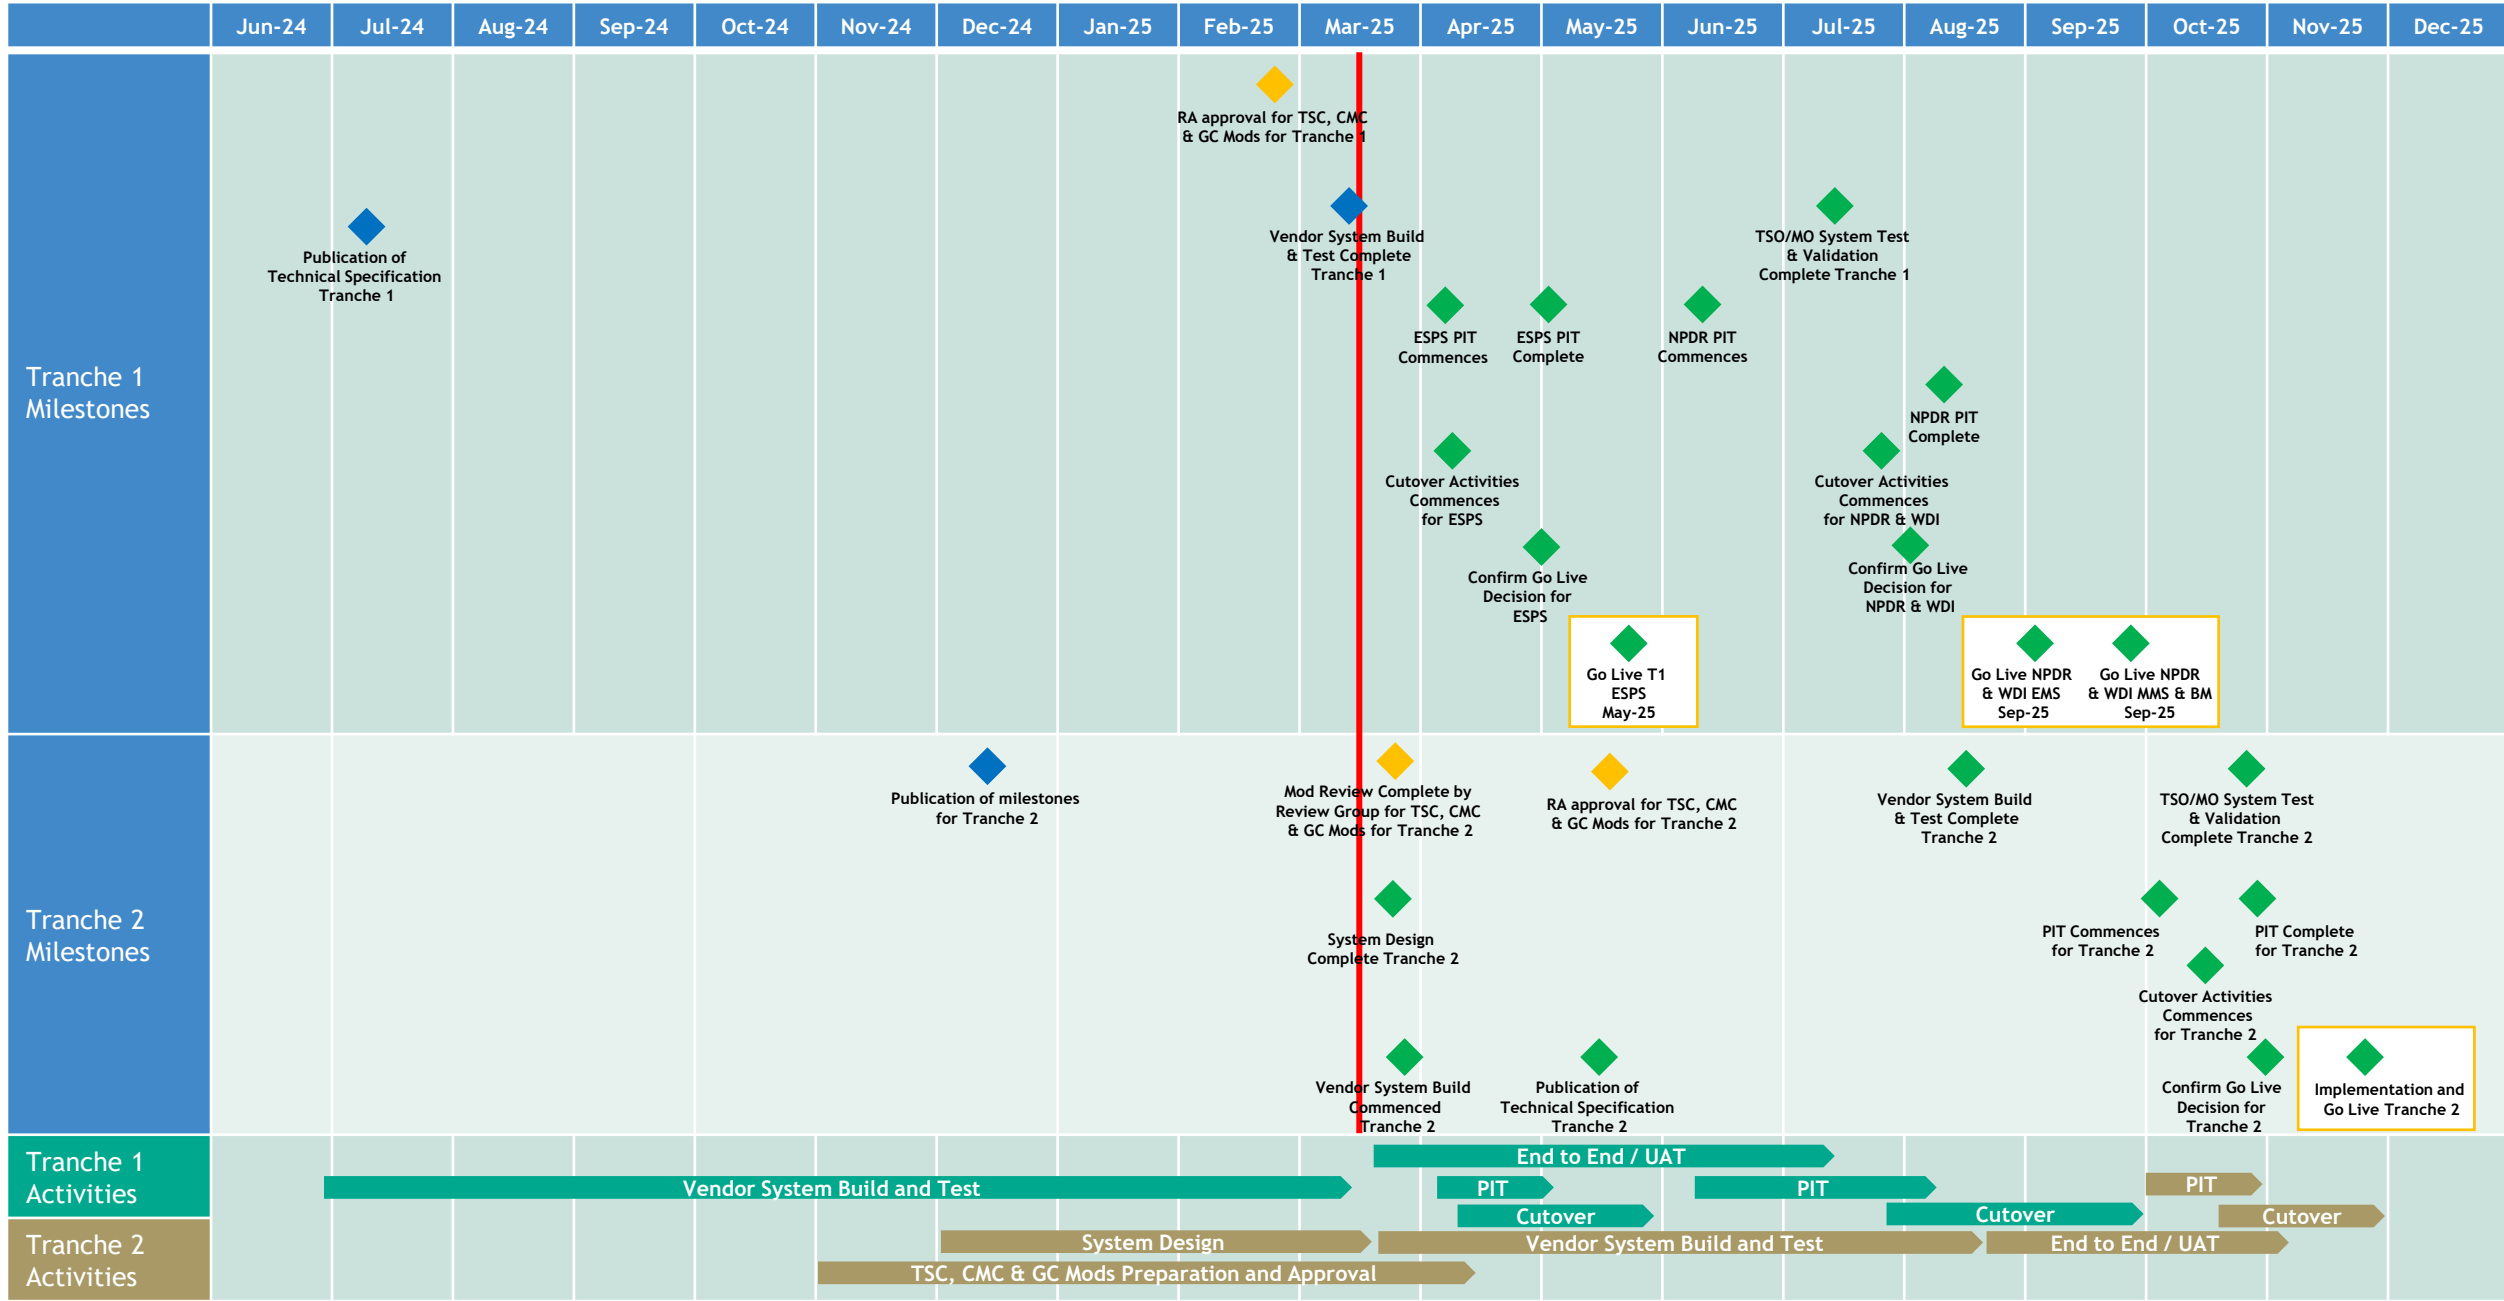 Jun-24
Jul-24
Aug-24
Sep-24
Oct-24
Nov-24
Dec-24
Jan-25
Feb-25
Mar-25
Apr-25
May-25
Jun-25
Jul-25
Aug-25
Sep-25
Oct-25
Nov-25
Dec-25
Tranche 1
Milestones
RA approval for TSC, CMC
& GC Mods for Tranche 1
Publication of
Technical Specification
Tranche 1
Vendor System Build
& Test Complete
Tranche 1
TSO/MO System Test
& Validation
Complete Tranche 1
ESPS PIT
Commences
ESPS PIT
Complete
NPDR PIT
Commences
NPDR PIT
Complete
Cutover Activities
Commences
for ESPS
Cutover Activities
Commences
for NPDR & WDI
Confirm Go Live
Decision for
ESPS
Confirm Go Live
Decision for
NPDR & WDI
Go Live T1
ESPS
May-25
Go Live NPDR
& WDI EMS
Sep-25
Go Live NPDR
& WDI MMS & BM
Sep-25
Tranche 2
Milestones
Publication of milestones
for Tranche 2
Mod Review Complete by
Review Group for TSC, CMC
& GC Mods for Tranche 2
RA approval for TSC, CMC
& GC Mods for Tranche 2
Vendor System Build
& Test Complete
Tranche 2
TSO/MO System Test
& Validation
Complete Tranche 2
System Design
Complete Tranche 2
PIT Commences
for Tranche 2
PIT Complete
for Tranche 2
Cutover Activities
Commences
for Tranche 2
Vendor System Build
Commenced
Tranche 2
Publication of
Technical Specification
Tranche 2
Confirm Go Live
Decision for
Tranche 2
Implementation and
Go Live Tranche 2
Tranche 1
Activities
End to End / UAT
Vendor System Build and Test
PIT
PIT
PIT
Cutover
Cutover
Cutover
Tranche 2
Activities
System Design
Vendor System Build and Test
End to End / UAT
TSC, CMC & GC Mods Preparation and Approval